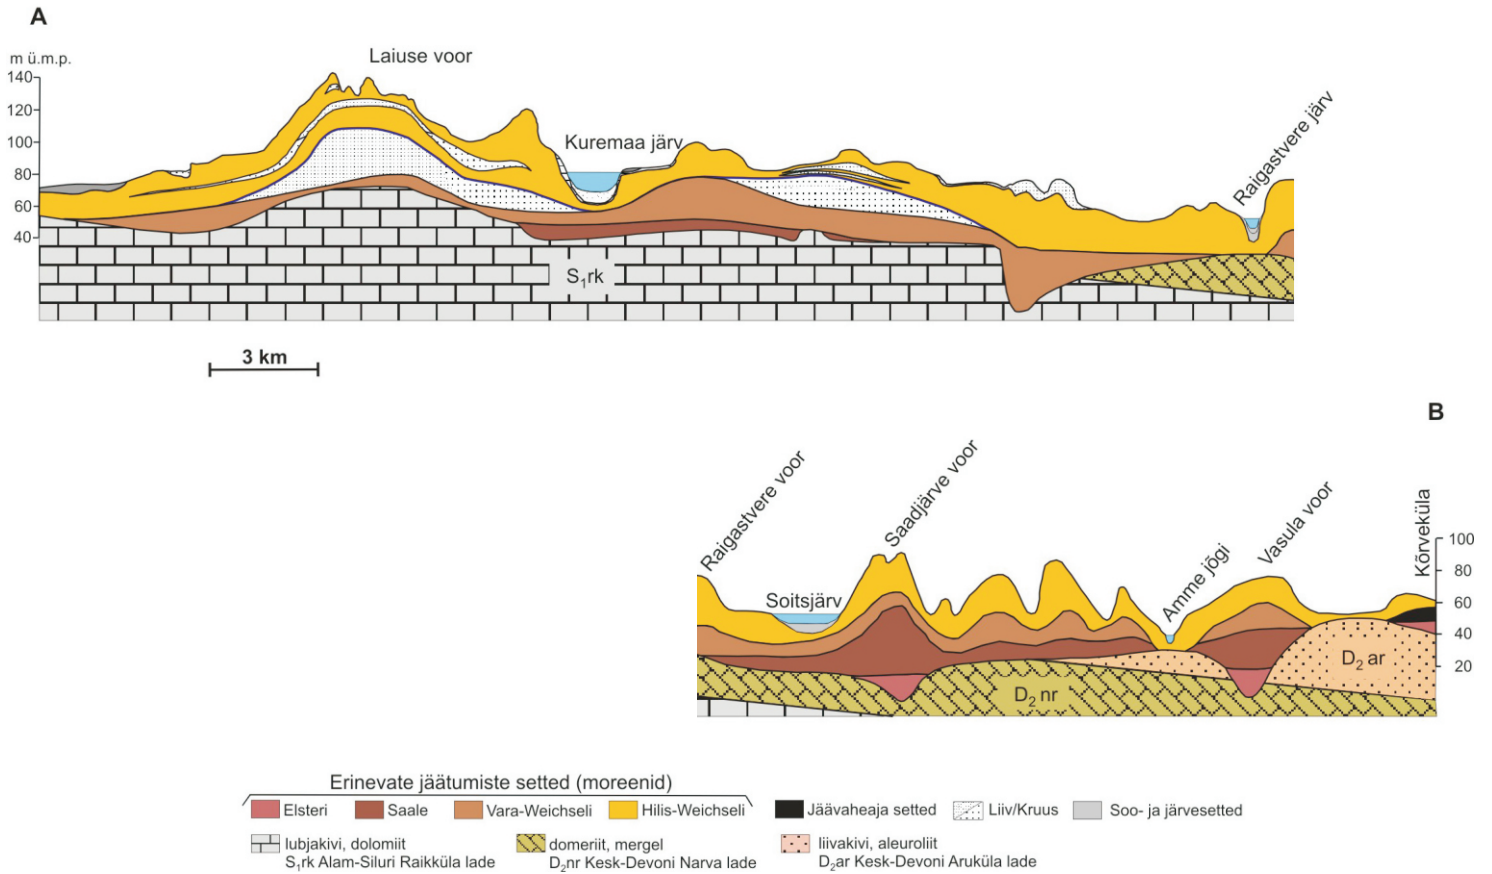 A
m ü.m.p.
Laiuse voor
140
120
100
80
60
40
Kuremaa järv
Raigastvere järv
S₁rk
3 km
B
Raigastvere voor
Soitsjärv
Saadjärve voor
Amme jõgi
Vasula voor
Kõrveküla
100
80
60
40
20
D₂ nr
D₂ ar
Erinevate jäätumiste setted (moreenid)
Elsteri Saale Vara-Weichseli Hilis-Weichseli Jäävaheaja setted Liiv/Kruus Soo- ja järvesetted
lubjakivi, dolomiit
S₁rk Alam-Siluri Raikküla lade
domeriit, mergel
D₂nr Kesk-Devoni Narva lade
liivakivi, aleuroliit
D₂ar Kesk-Devoni Aruküla lade